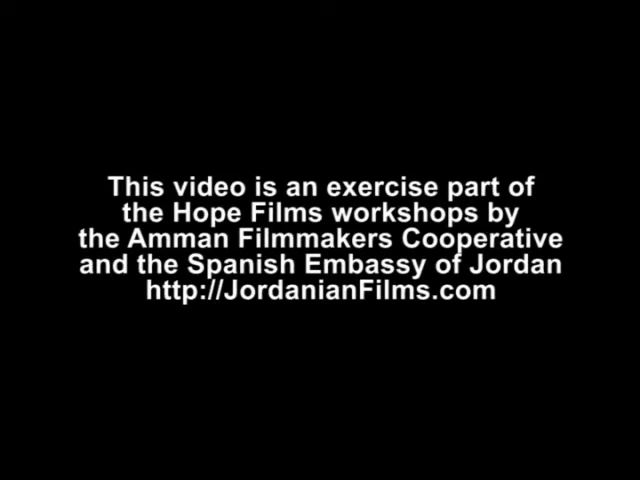 This video is an exercise part of
the Hope Films workshops by
the Amman Filmmakers Cooperative
and the Spanish Embassy of Jordan
http://JordanianFilms.com